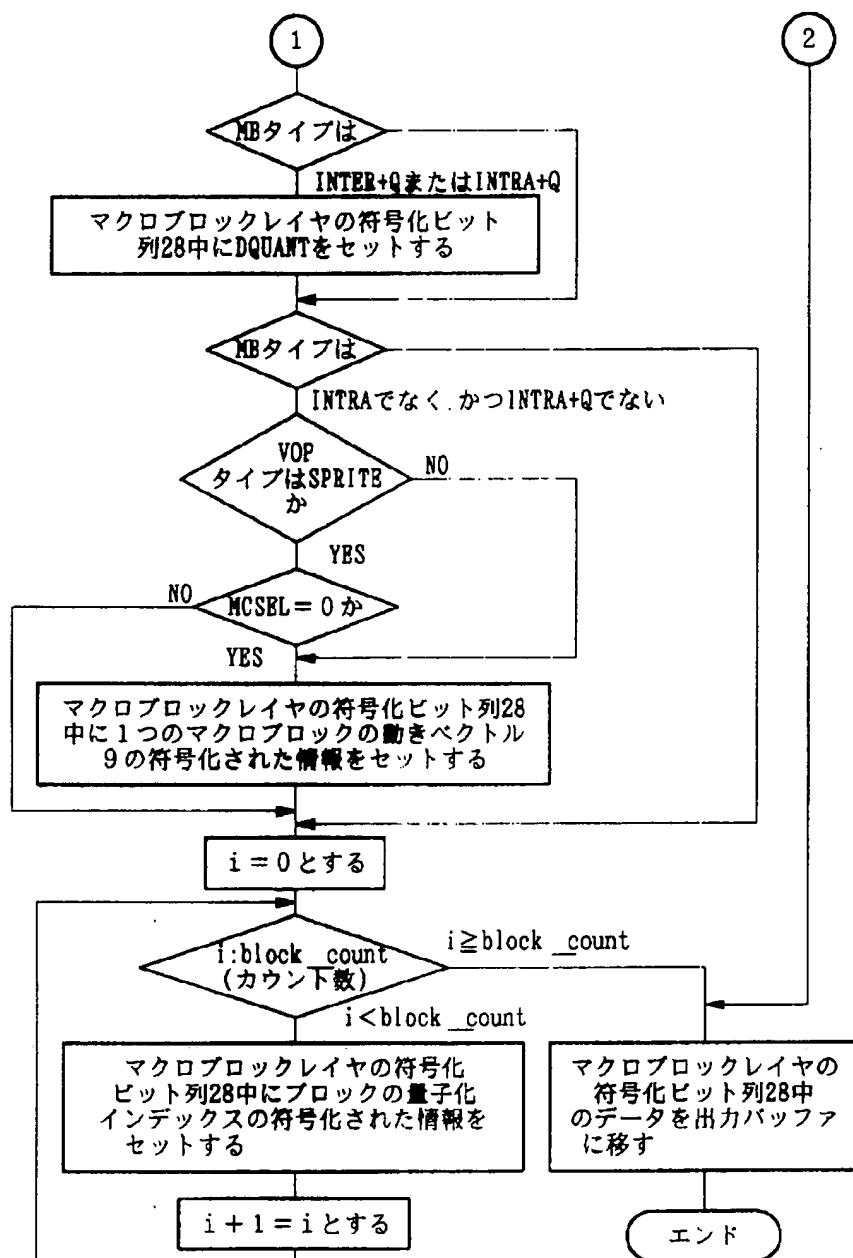 1
2
MBタイプは
INTER+QまたはINTRA+Q
マクロブロックレイヤの符号化ビット
列28中にDQUANTをセットする
MBタイプは
INTRAでなく、かつINTRA+Qでない
VOP
タイプはSPRITE
か
NO
YES
NO
MCSEL=0か
YES
マクロブロックレイヤの符号化ビット列28
中に1つのマクロブロックの動きベクトル
9の符号化された情報をセットする
i=0とする
i:block_count
(カウント数)
i≧block_count
i<block_count
マクロブロックレイヤの符号化
ビット列28中にブロックの量子化
インデックスの符号化された情報を
セットする
マクロブロックレイヤの
符号化ビット列28中
のデータを出力バッファ
に移す
i+1=iとする
エンド